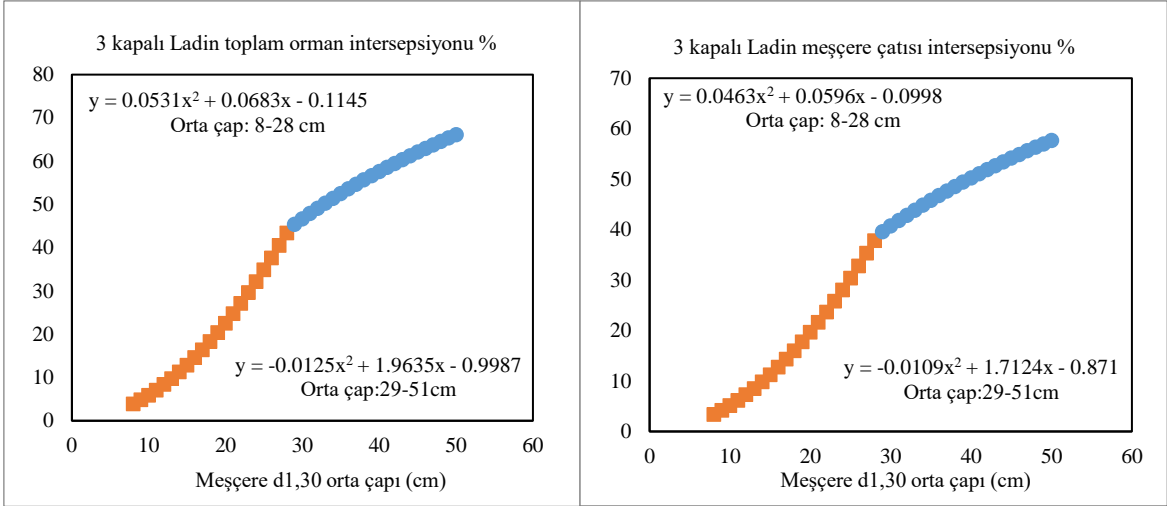 3 kapalı Ladin toplam orman intersepsiyonu %
80
70
60
50
40
30
20
10
0
y = 0.0531x² + 0.0683x - 0.1145
Orta çap: 8-28 cm
y = -0.0125x² + 1.9635x - 0.9987
Orta çap:29-51cm
0 10 20 30 40 50 60
Meşçere d1,30 orta çapı (cm)
3 kapalı Ladin meşçere çatısı intersepsiyonu %
70
60
50
40
30
20
10
0
y = 0.0463x² + 0.0596x - 0.0998
Orta çap: 8-28 cm
y = -0.0109x² + 1.7124x - 0.871
Orta çap:29-51cm
0 10 20 30 40 50 60
Meşçere d1,30 orta çapı (cm)